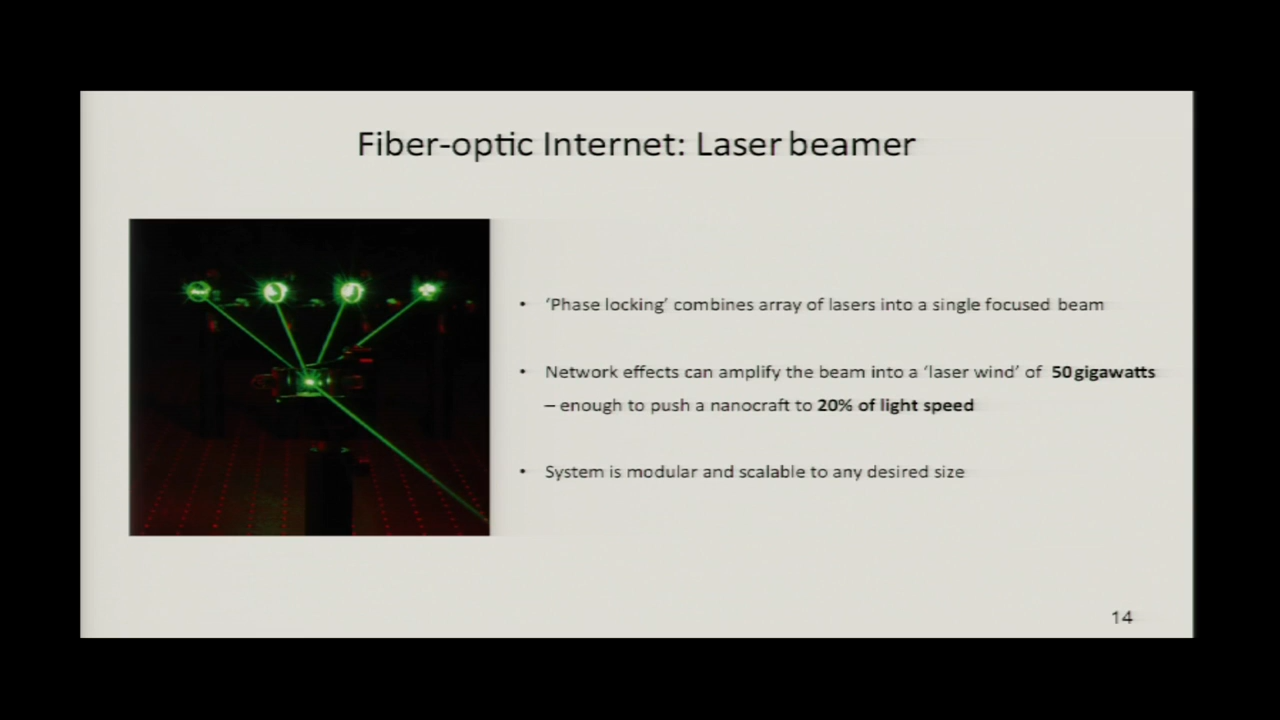 Fiber-optic Internet: Laser beamer
• ‘Phase locking’ combines array of lasers into a single focused beam
• Network effects can amplify the beam into a ‘laser wind’ of 50 gigawatts
– enough to push a nanocraft to 20% of light speed
• System is modular and scalable to any desired size
14